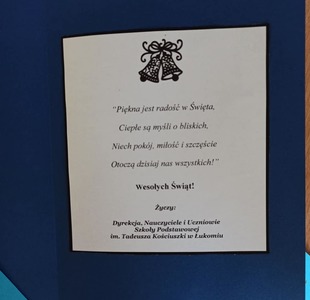 “Piękna jest radość w Święta,
Ciepłe są myśli o bliskich,
Niech pokój, miłość i szczęście
Otoczą dzisiaj nas wszystkich!”
Wesołych Świąt!
Życzy:
Dyrekcja, Nauczyciele i Uczniowie
Szkoły Podstawowej
im. Tadeusza Kościuszki w Łukomiu